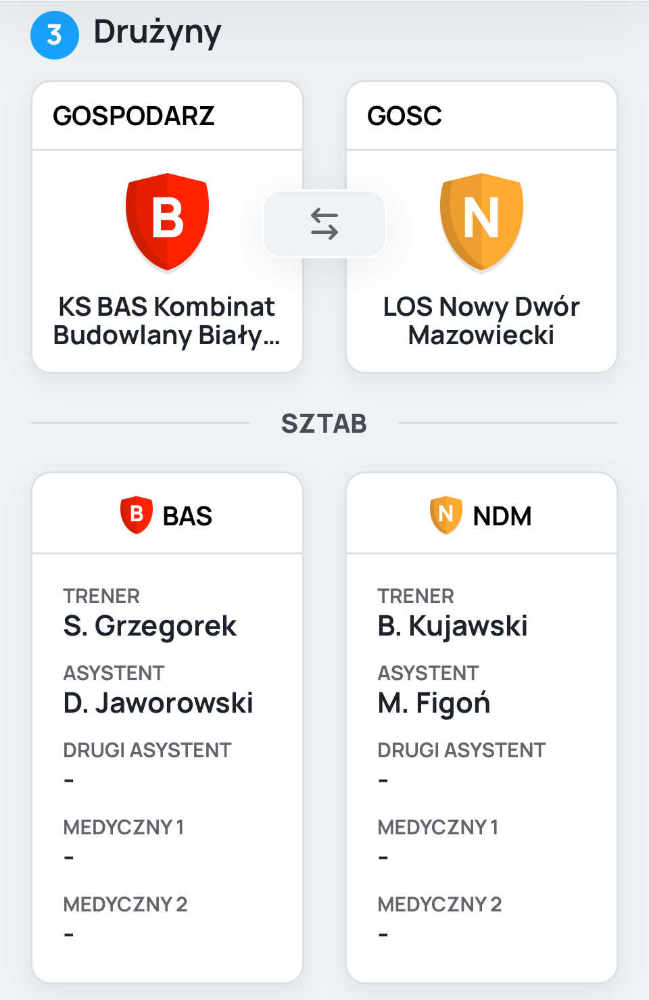 3 Drużyny
GOSPODARZ
B
KS BAS Kombinat
Budowlany Biały...
GOSC
N
LOS Nowy Dwór
Mazowiecki
SZTAB
B BAS
TRENER
S. Grzegorek
ASYSTENT
D. Jaworowski
DRUGI ASYSTENT
-
MEDYCZNY 1
-
MEDYCZNY 2
-
N NDM
TRENER
B. Kujawski
ASYSTENT
M. Figoń
DRUGI ASYSTENT
-
MEDYCZNY 1
-
MEDYCZNY 2
-